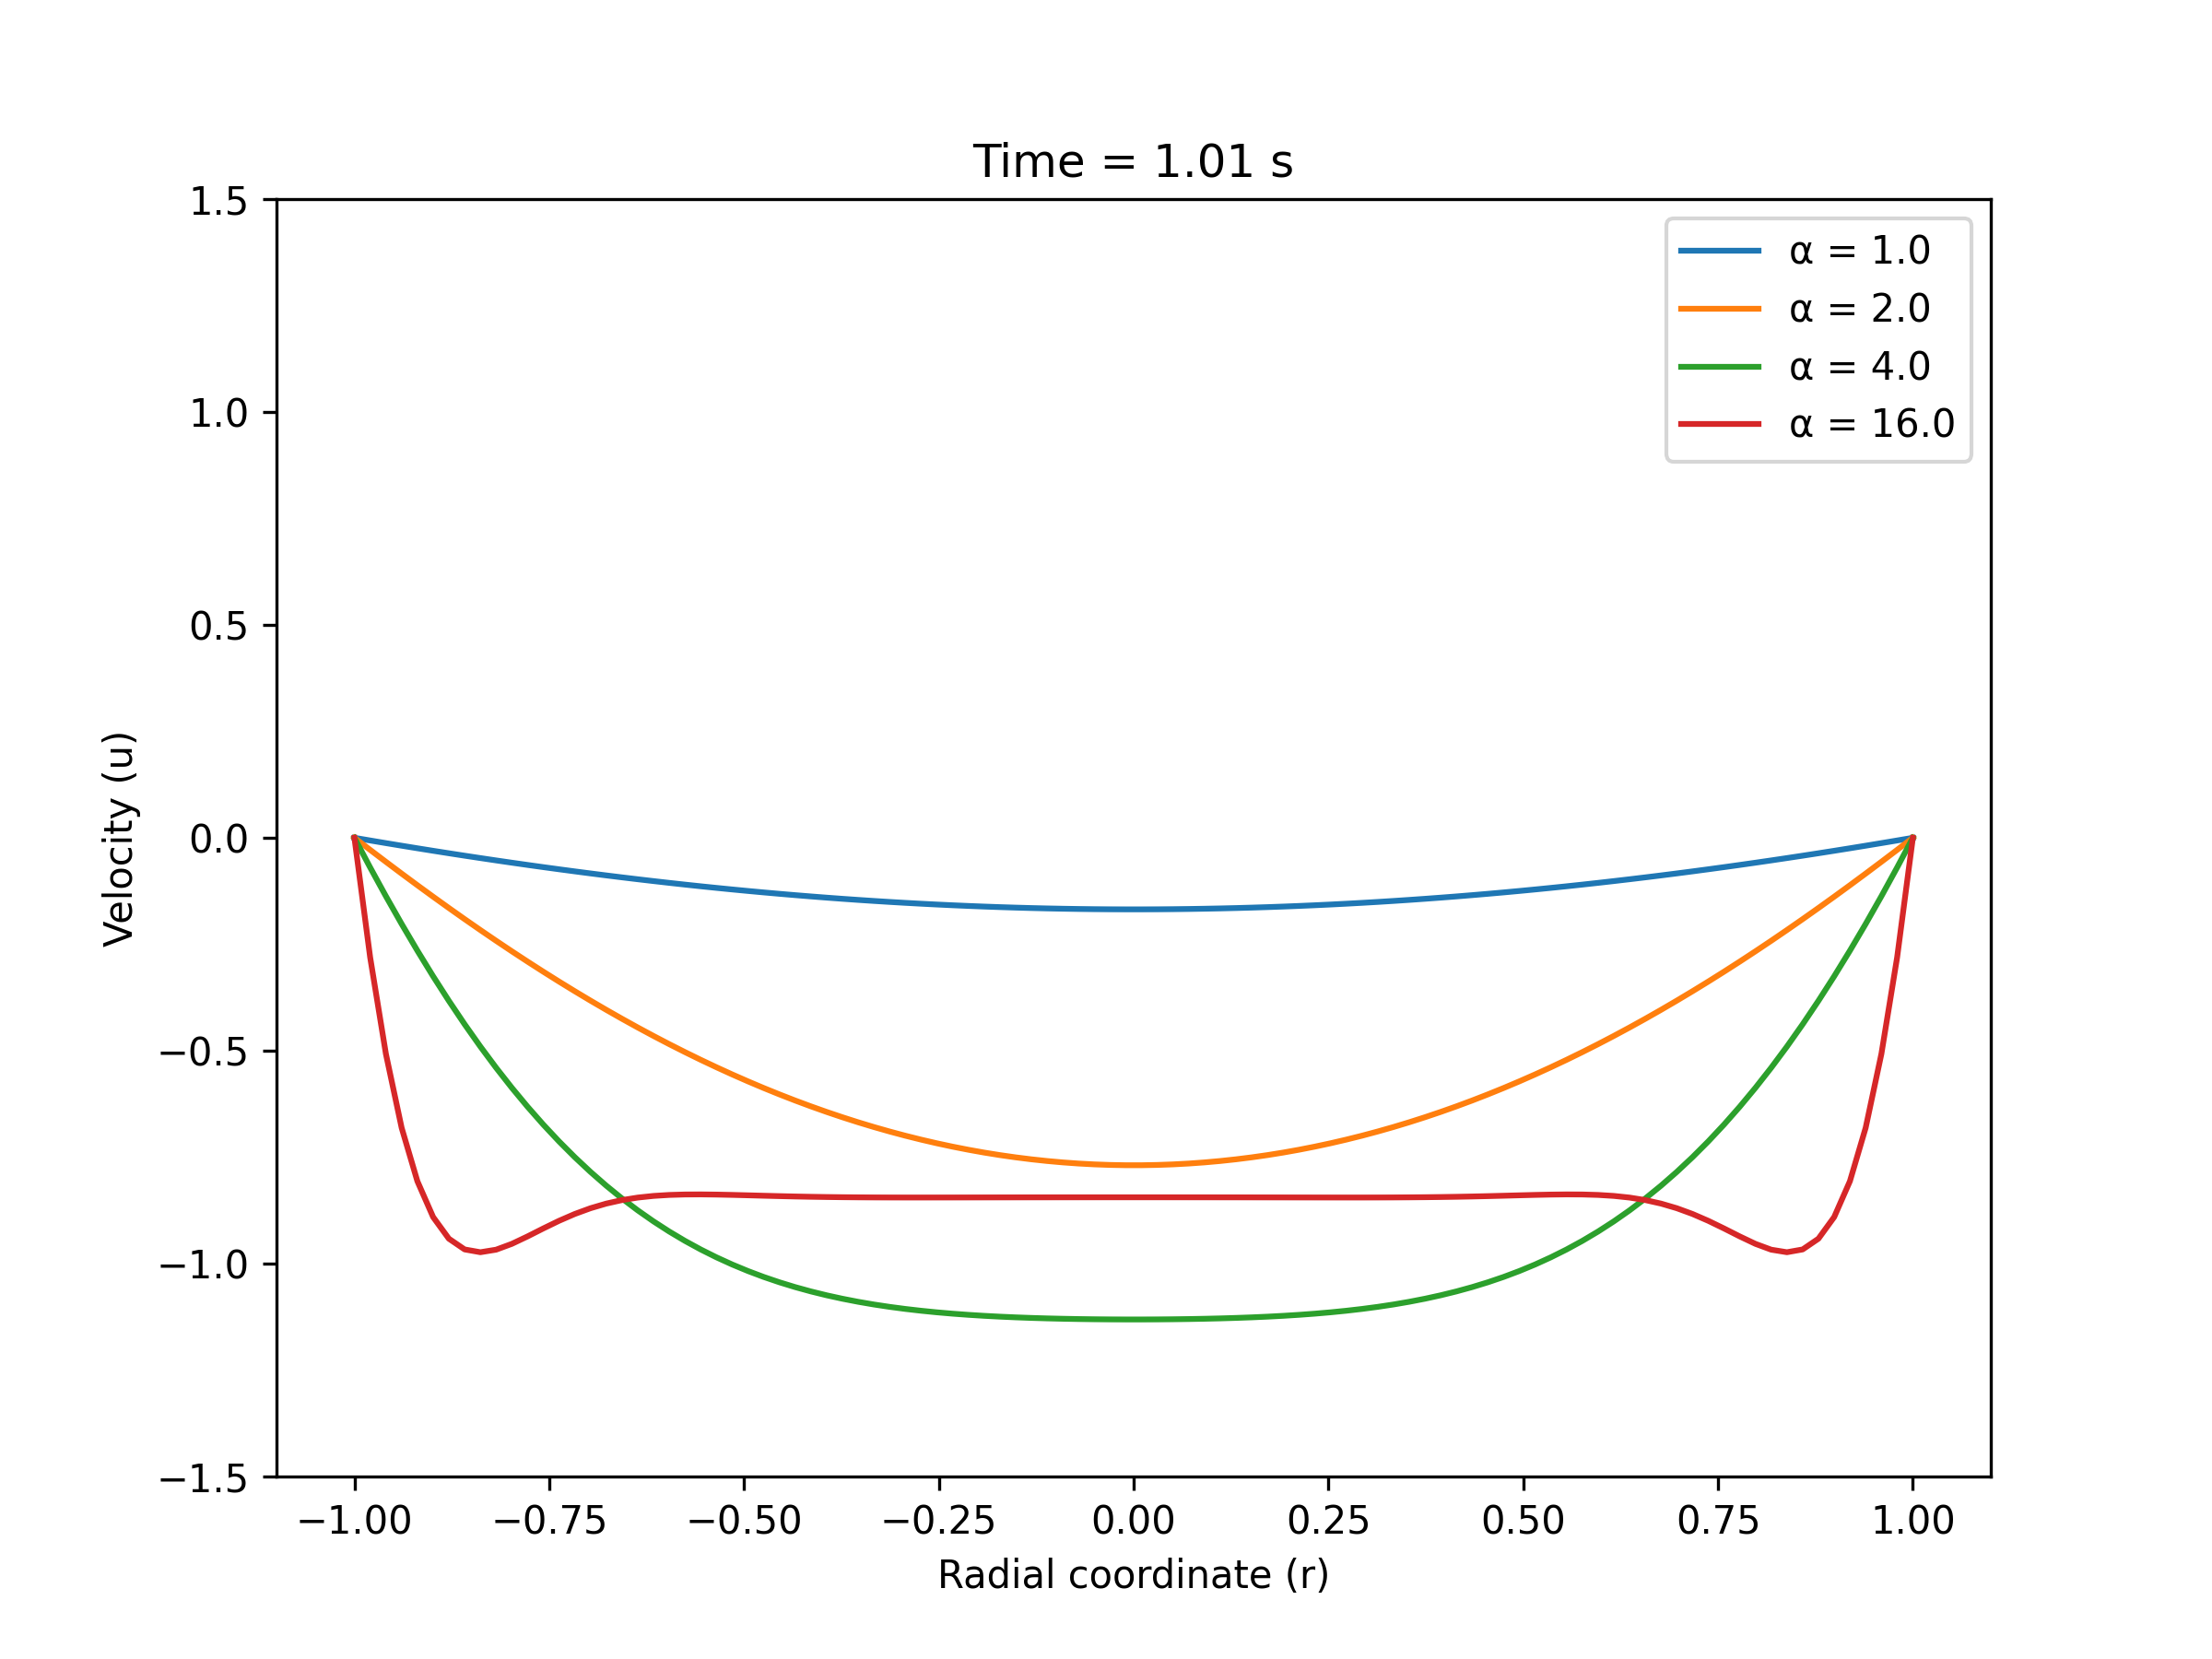 Time = 1.01 s
α = 1.0
α = 2.0
α = 4.0
α = 16.0
1.5
1.0
0.5
0.0
−0.5
−1.0
−1.5
Velocity (u)
−1.00 −0.75 −0.50 −0.25 0.00 0.25 0.50 0.75 1.00
Radial coordinate (r)